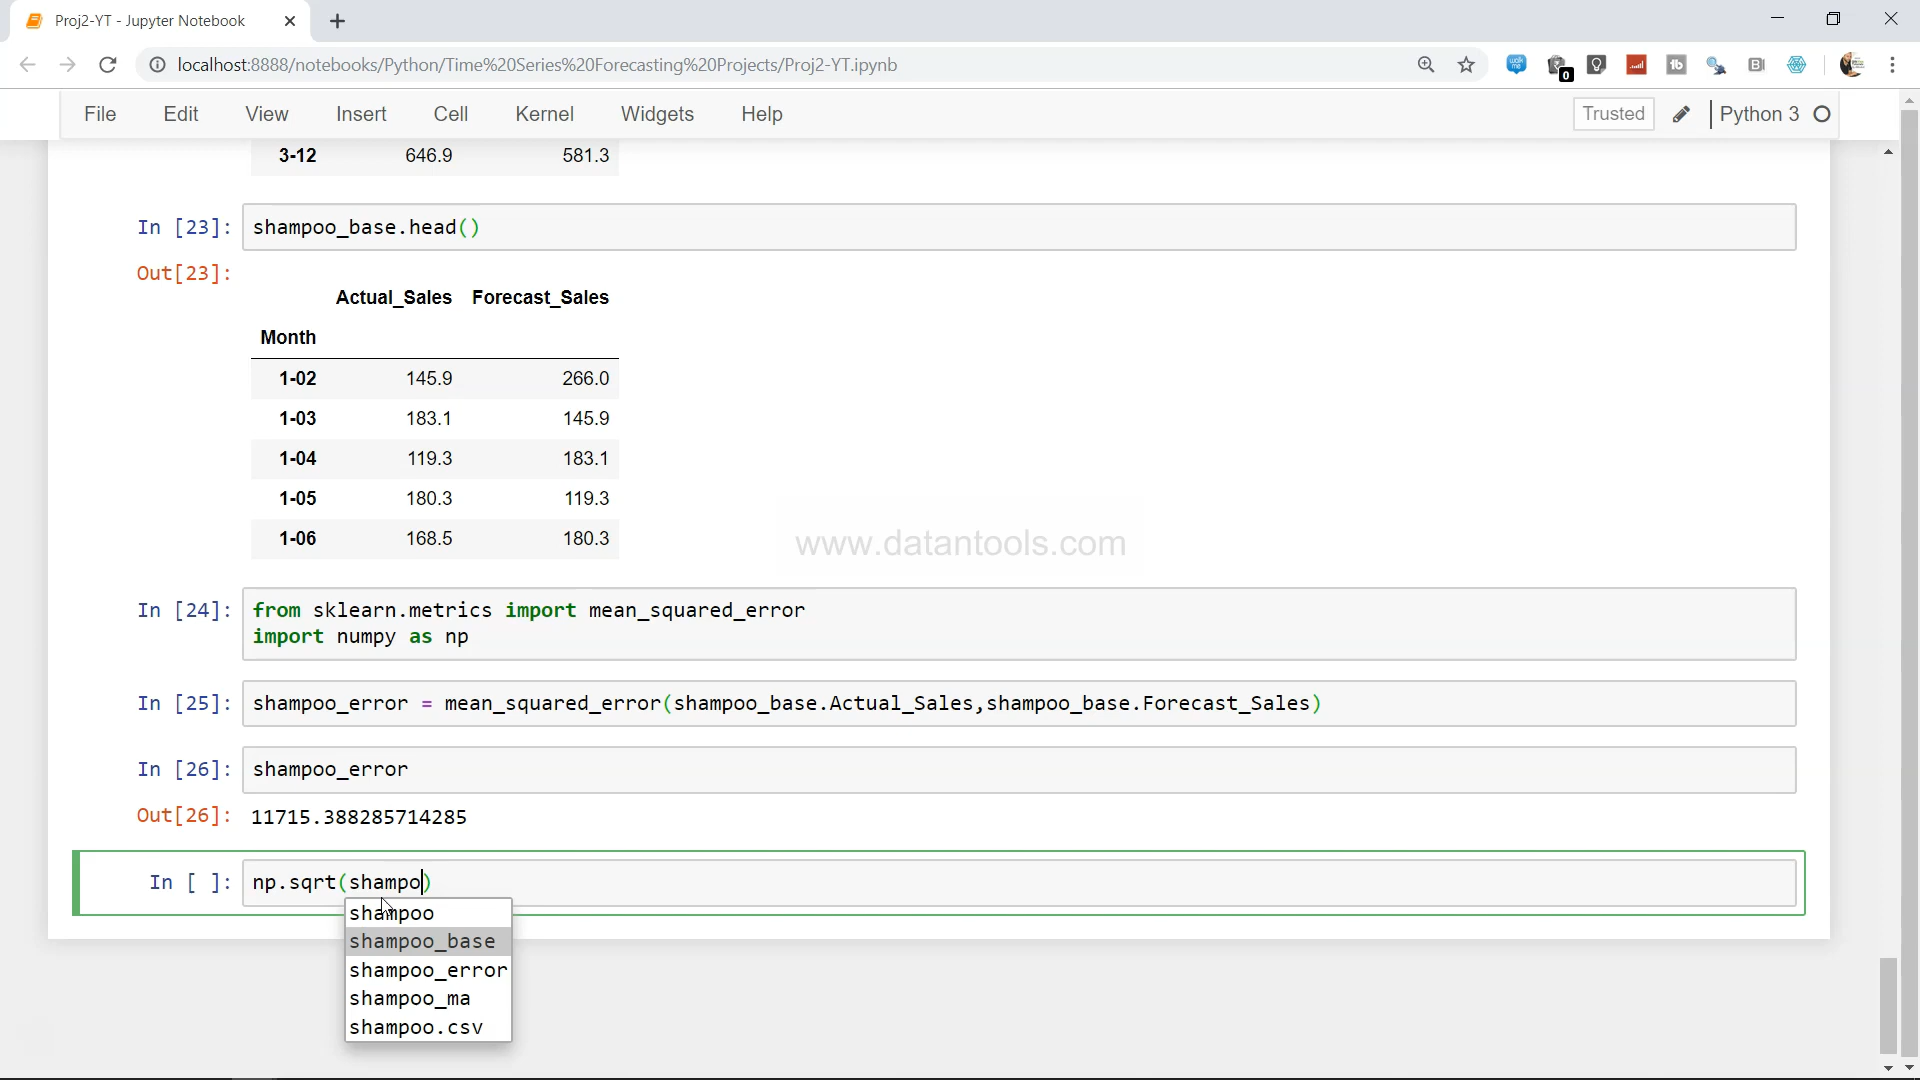 Proj2-YT - Jupyter Notebook
localhost:8888/notebooks/Python/Time%20Series%20Forecasting%20Projects/Proj2-YT.ipynb
0
File Edit View Insert Cell Kernel Widgets Help Trusted Python 3
3-12 646.9 581.3
In [23]: shampoo_base.head()
Out[23]:
Actual_Sales Forecast_Sales
Month
1-02 145.9 266.0
1-03 183.1 145.9
1-04 119.3 183.1
1-05 180.3 119.3
1-06 168.5 180.3
www.datantools.com
In [24]: from sklearn.metrics import mean_squared_error
import numpy as np
In [25]: shampoo_error = mean_squared_error(shampoo_base.Actual_Sales,shampoo_base.Forecast_Sales)
In [26]: shampoo_error
Out[26]: 11715.388285714285
In [ ]: np.sqrt(shampo)
shampoo
shampoo_base
shampoo_error
shampoo_ma
shampoo.csv